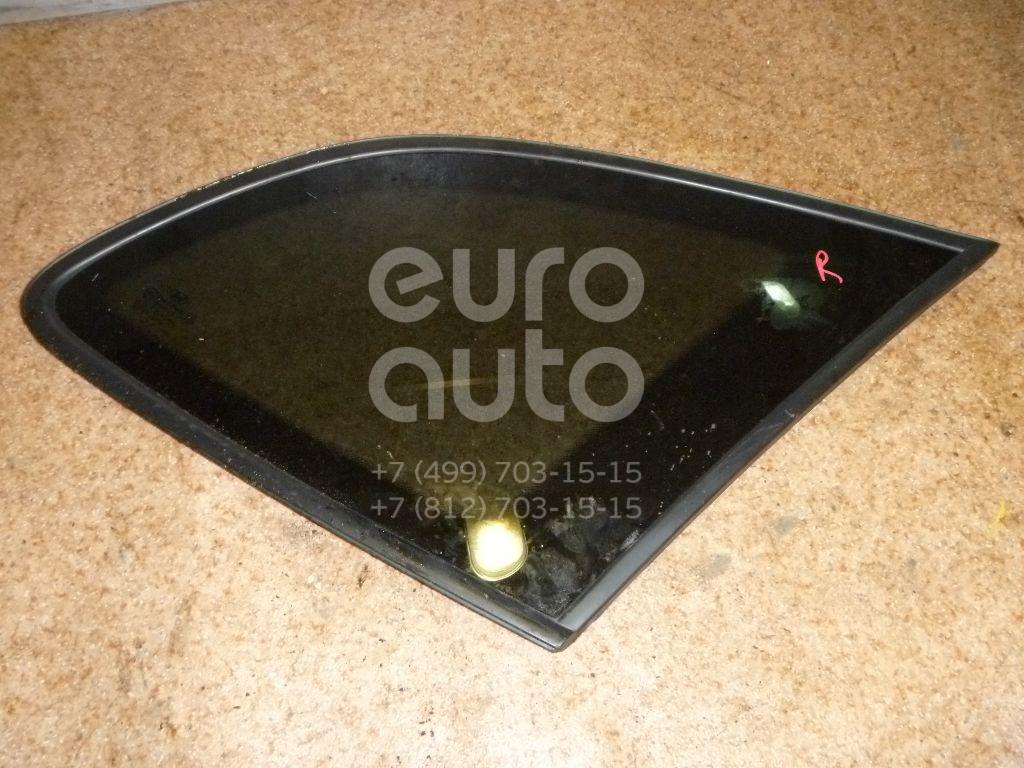 R
euro
auto
+7 (499) 703-15-15
+7 (812) 703-15-15